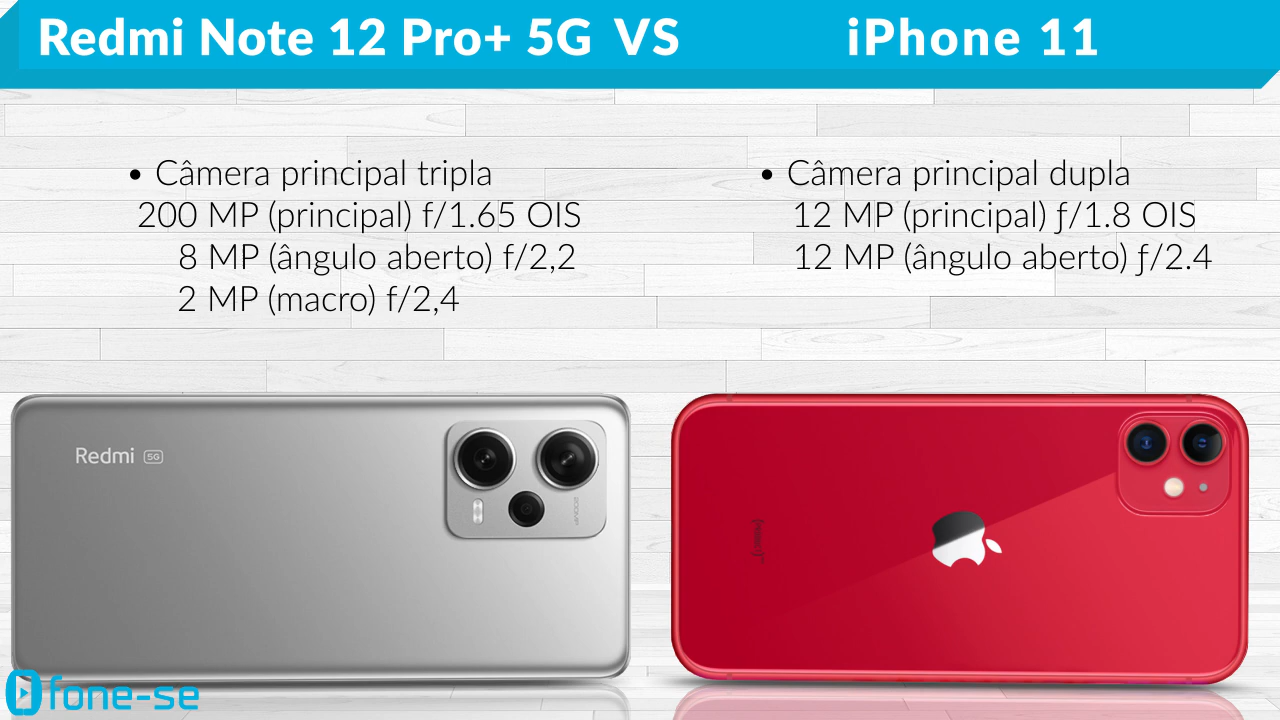 Redmi Note 12 Pro+ 5G VS iPhone 11
• Câmera principal tripla
200 MP (principal) f/1.65 OIS
8 MP (ângulo aberto) f/2,2
2 MP (macro) f/2,4
• Câmera principal dupla
12 MP (principal) ƒ/1.8 OIS
12 MP (ângulo aberto) ƒ/2.4
Redmi 5G
200MP
fone-se